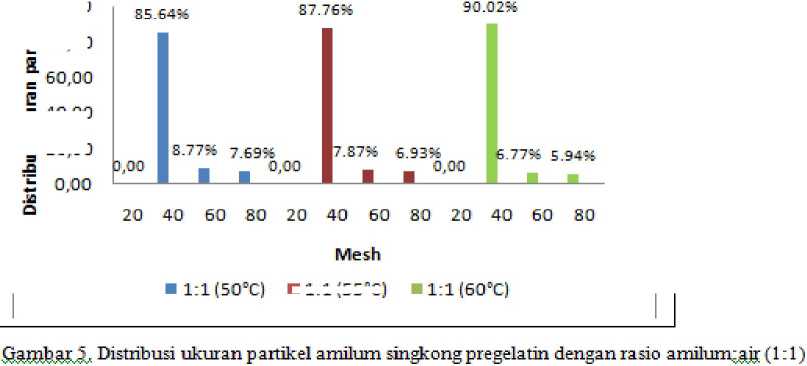 85.64% 87.76% 90.02%
60,00
8.77% 7.69% 7.87% 6.93% 6.77% 5.94%
0,00 0,00 0,00
0,00
20 40 60 80 20 40 60 80 20 40 60 80
Mesh
1:1 (50°C) 1:1 (60°C)
Gambar 5. Distribusi ukuran partikel amilum singkong pregelatin dengan rasio amilum:air (1:1)